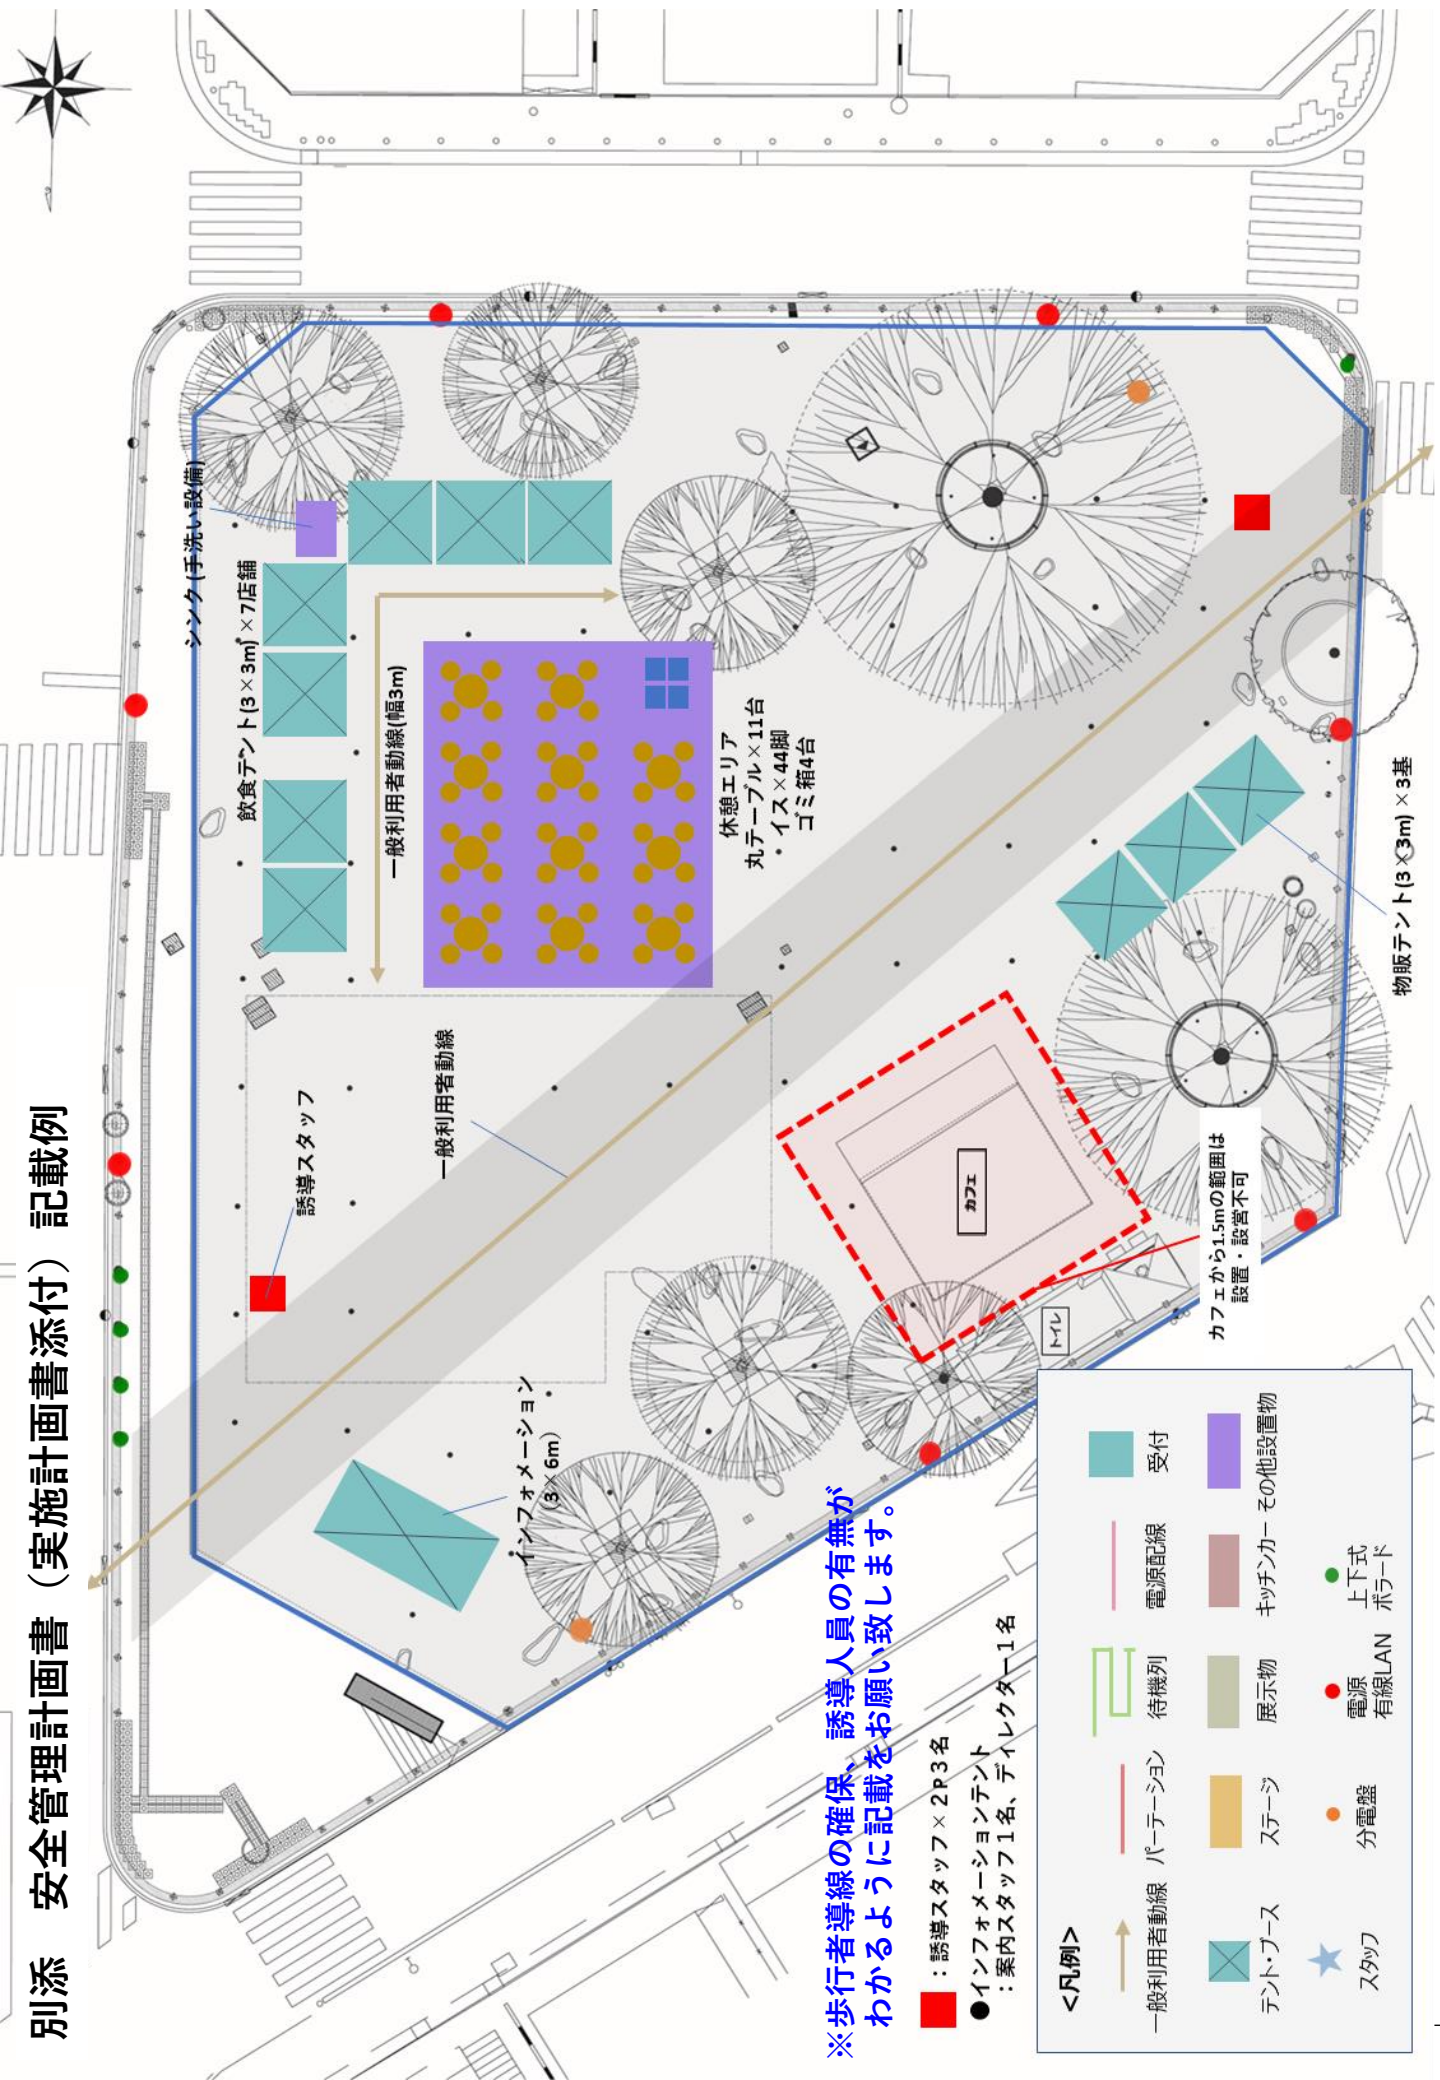 別添　安全管理計画書（実施計画書添付）記載例
シンク(手洗い設備)
飲食テント(3×3m)×7店舗
一般利用者動線(幅3m)
休憩エリア
丸テーブル×11台
・イス×44脚
ゴミ箱4台
誘導スタッフ
一般利用者動線
インフォメーション
(3×6m)
カフェ
トイレ
カフェから1.5mの範囲は
設置・設営不可
物販テント(3×3m)×3基
※歩行者導線の確保、誘導人員の有無が
わかるように記載をお願い致します。
：誘導スタッフ×2P3名
●インフォメーションテント
：案内スタッフ1名、ディレクター1名
<凡例>
一般利用者動線
パーテーション
待機列
電源配線
受付
テント・ブース
ステージ
展示物
キッチンカー
その他設置物
スタッフ
分電盤
電源
有線LAN
上下式
ボラード